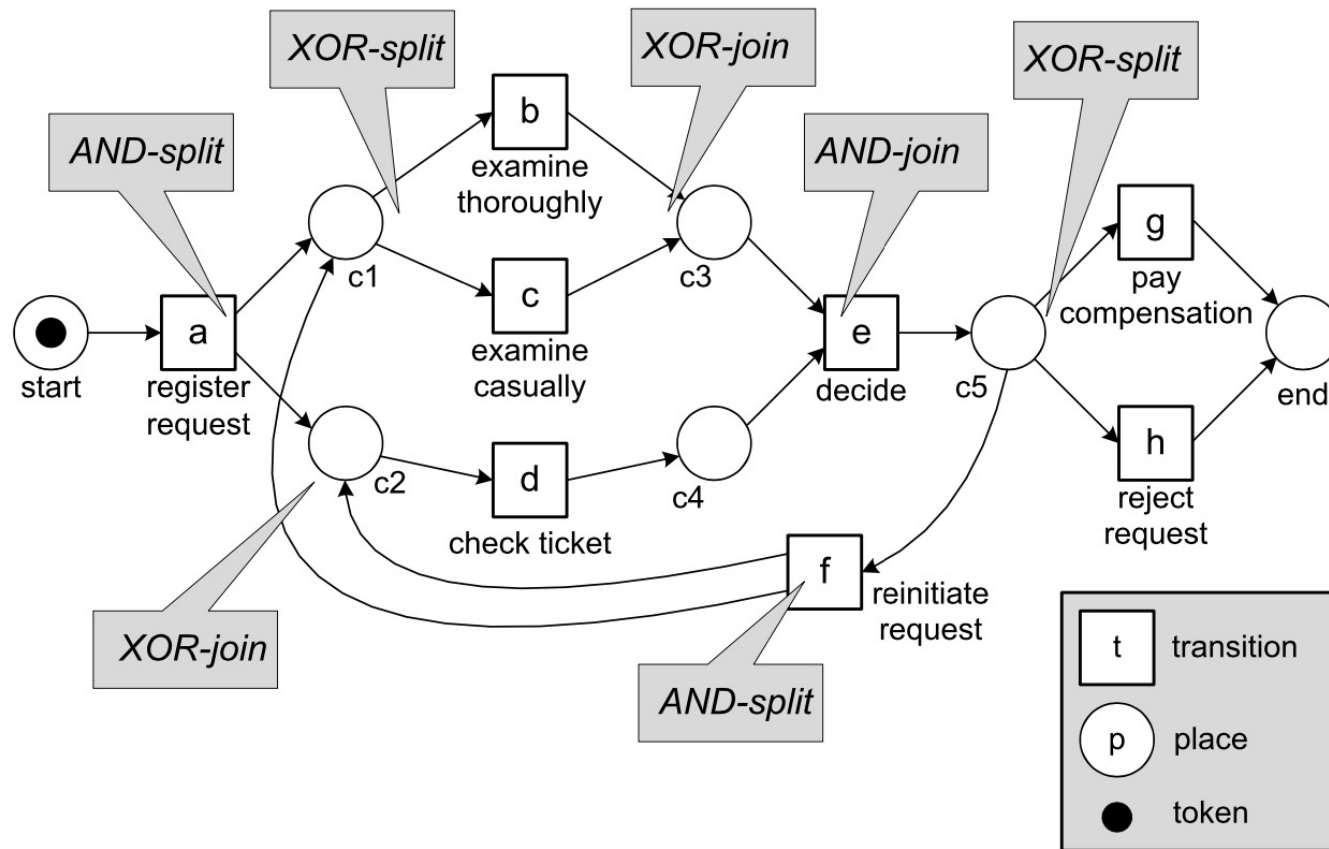 XOR-split
XOR-join
XOR-split
AND-split
AND-join
b
examine
thoroughly
c1
c3
c
examine
casually
start
a
register
request
e
decide
c5
g
pay
compensation
end
c2
d
check ticket
c4
h
reject
request
f
reinitiate
request
XOR-join
AND-split
t
transition
p
place
token